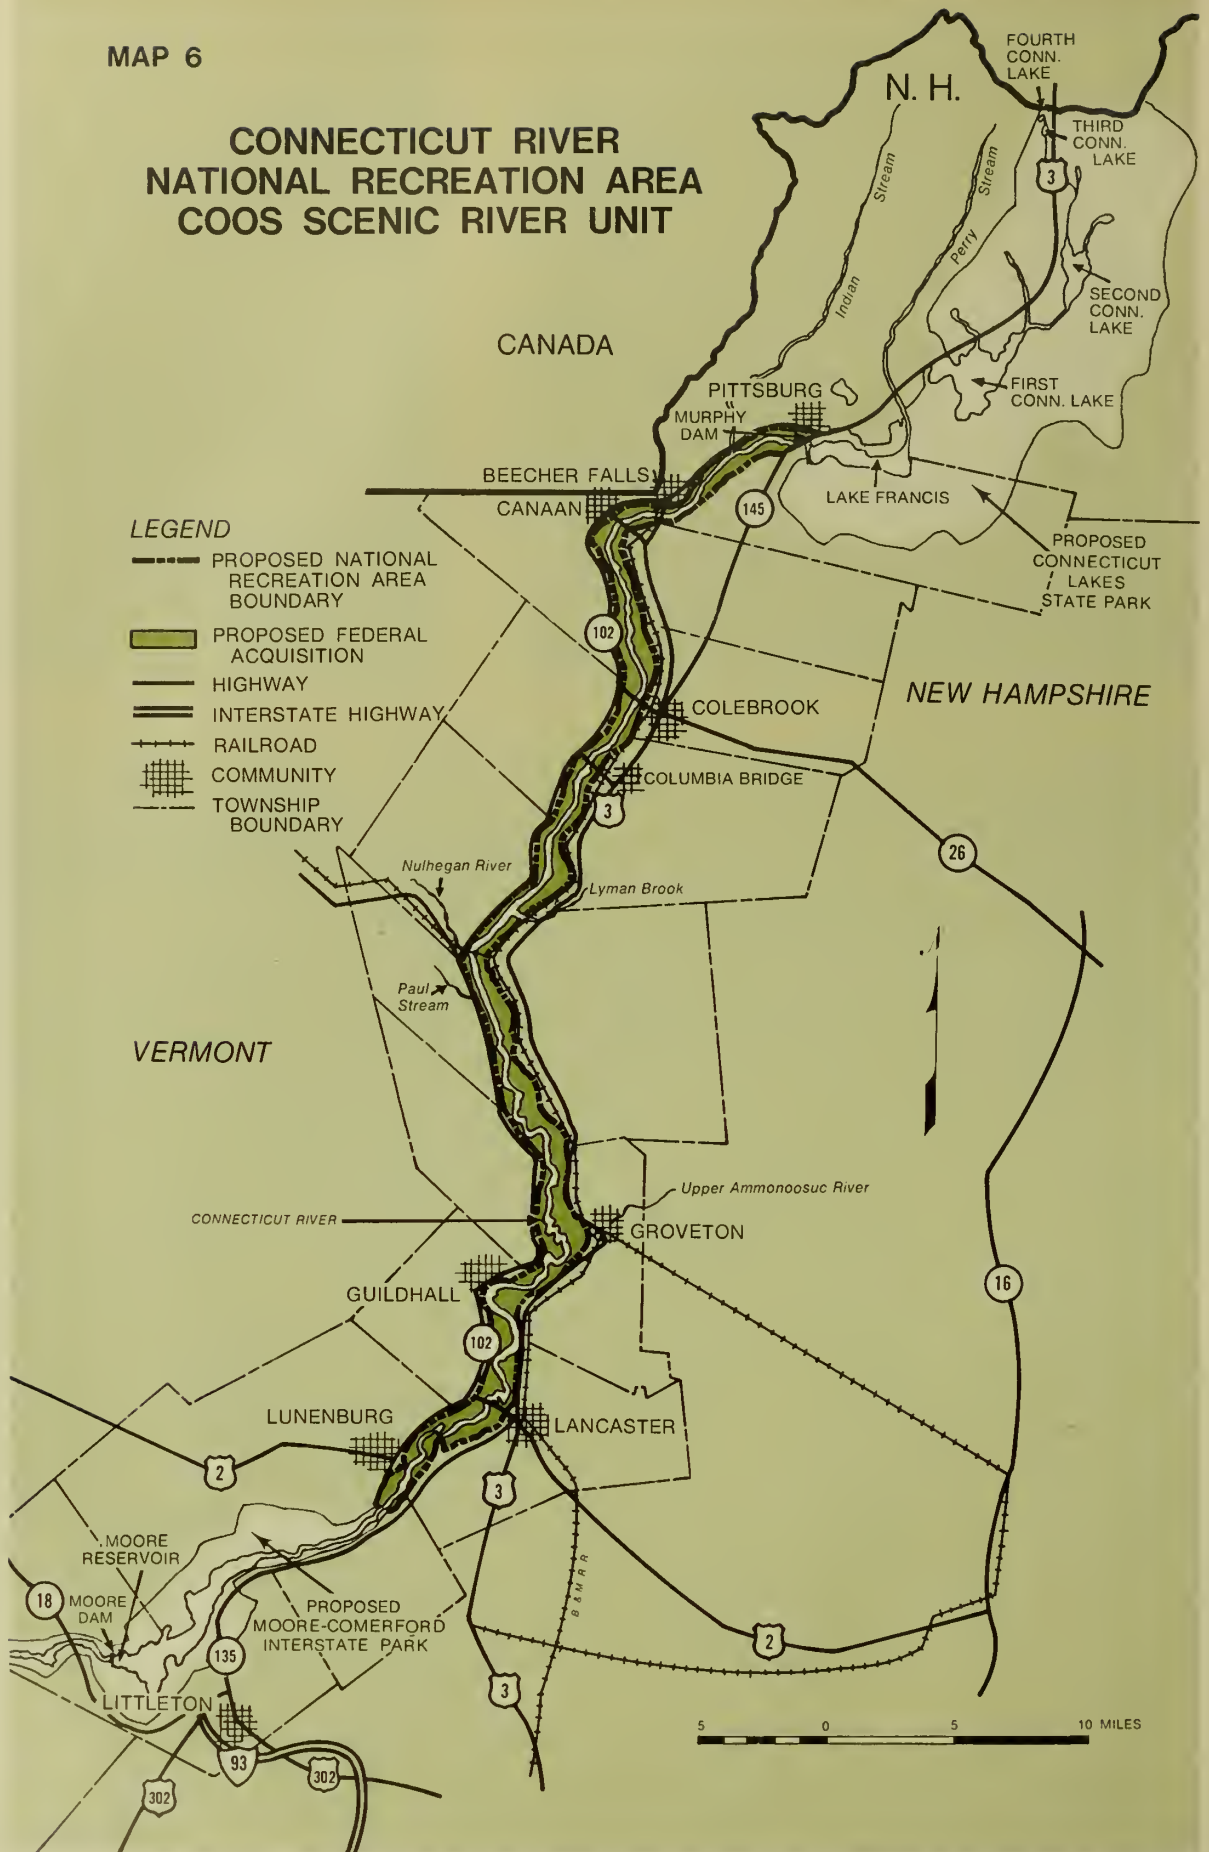 MAP 6
CONNECTICUT RIVER
NATIONAL RECREATION AREA
COOS SCENIC RIVER UNIT
FOURTH
CONN.
LAKE
N. H.
THIRD
CONN.
LAKE
3
Indian Stream
Perry Stream
SECOND
CONN.
LAKE
CANADA
FIRST
CONN. LAKE
PITTSBURG
MURPHY
DAM
BEECHER FALLS
CANAAN
LAKE FRANCIS
145
PROPOSED
CONNECTICUT
LAKES
STATE PARK
LEGEND
PROPOSED NATIONAL
RECREATION AREA
BOUNDARY
PROPOSED FEDERAL
ACQUISITION
HIGHWAY
INTERSTATE HIGHWAY
RAILROAD
COMMUNITY
TOWNSHIP
BOUNDARY
102
NEW HAMPSHIRE
COLEBROOK
COLUMBIA BRIDGE
3
26
Nulhegan River
Lyman Brook
Paul
Stream
VERMONT
Upper Ammonoosuc River
CONNECTICUT RIVER
GROVETON
GUILDHALL
16
102
LUNENBURG
LANCASTER
2
3
MOORE
RESERVOIR
18
MOORE
DAM
PROPOSED
MOORE-COMERFORD
INTERSTATE PARK
B & M R R
2
135
3
LITTLETON
93
302
302
5 0 5 10 MILES